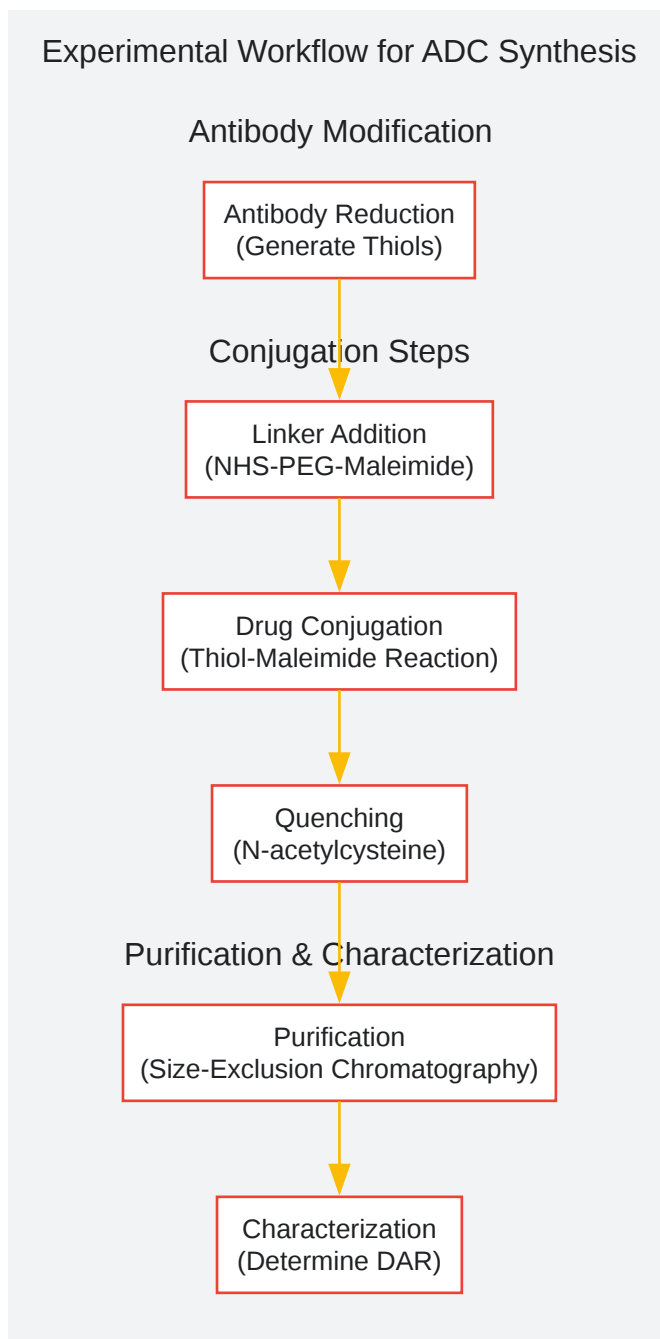 Experimental Workflow for ADC Synthesis
Antibody Modification
Antibody Reduction
(Generate Thiols)
Conjugation Steps
Linker Addition
(NHS-PEG-Maleimide)
Drug Conjugation
(Thiol-Maleimide Reaction)
Quenching
(N-acetylcysteine)
Purification & Characterization
Purification
(Size-Exclusion Chromatography)
Characterization
(Determine DAR)